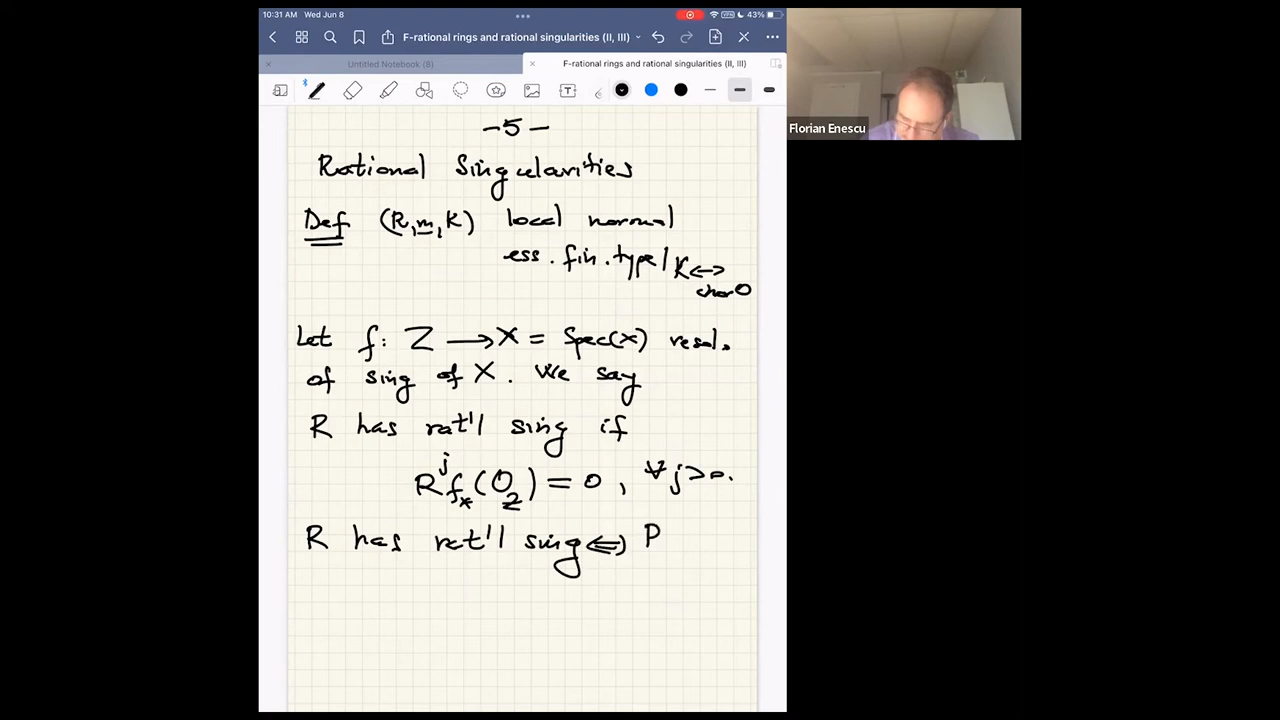 10:31 AM Wed Jun 8
43%
F-rational rings and rational singularities (II, III)
Untitled Notebook (8)
F-rational rings and rational singularities (II, III)
Florian Enescu
-5-
Rational Singularities
Def (R, m, K) local normal
ess. fin. type / K ↔
char 0
Let f: Z → X = Spec(X) resol.
of sing of X. We say
R has rat'l sing if
R^j f_*(O_Z) = 0, ∀ j > 0.
R has rat'l sing ⇔ P